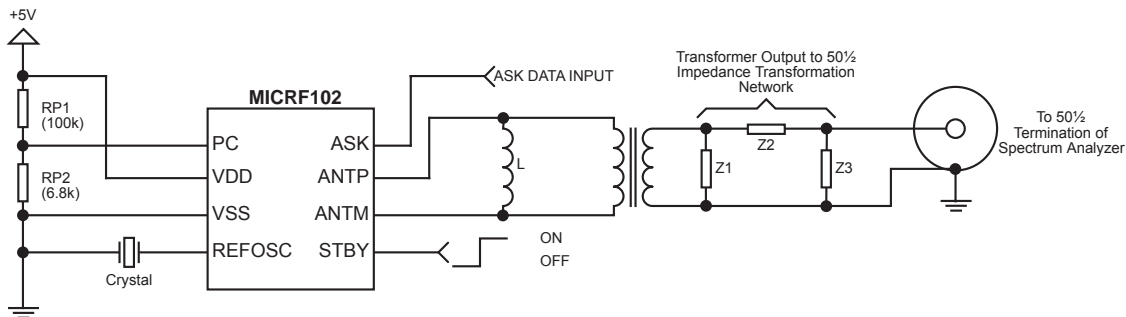 +5V
RP1
(100k)
RP2
(6.8k)
Crystal
MICRF102
PC
VDD
VSS
REFOSC
ASK
ANTP
ANTM
STBY
ASK DATA INPUT
L
ON
OFF
Transformer Output to 50½
Impedance Transformation
Network
Z1
Z2
Z3
To 50½
Termination of
Spectrum Analyzer